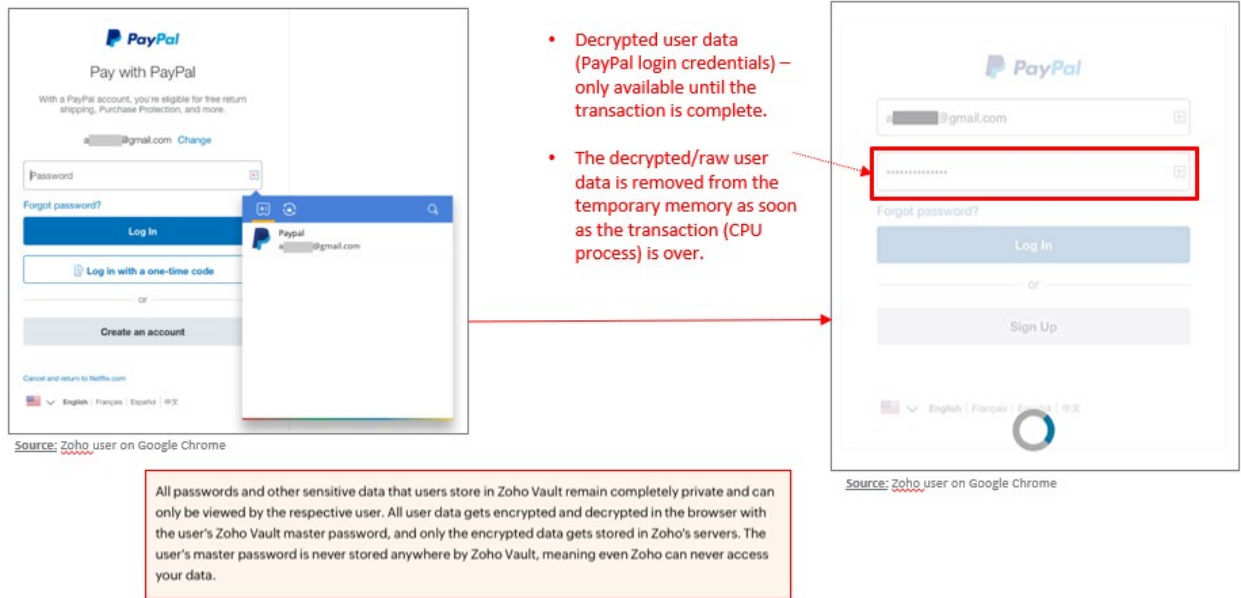 PayPal
Pay with PayPal
With a PayPal account, you're eligible for free return
shipping, Purchase Protection, and more.
a @gmail.com Change
Password
Forgot password?
Log In
Log in with a one-time code
or
Create an account
Cancel and return to Netflix.com
English | Français | Español | 中文
Paypal
a @gmail.com
Source: Zoho user on Google Chrome
• Decrypted user data
(PayPal login credentials) –
only available until the
transaction is complete.
• The decrypted/raw user
data is removed from the
temporary memory as soon
as the transaction (CPU
process) is over.
PayPal
a @gmail.com
Forgot password?
Log In
or
Sign Up
English | Français | Español | 中文
Source: Zoho user on Google Chrome
All passwords and other sensitive data that users store in Zoho Vault remain completely private and can
only be viewed by the respective user. All user data gets encrypted and decrypted in the browser with
the user's Zoho Vault master password, and only the encrypted data gets stored in Zoho's servers. The
user's master password is never stored anywhere by Zoho Vault, meaning even Zoho can never access
your data.